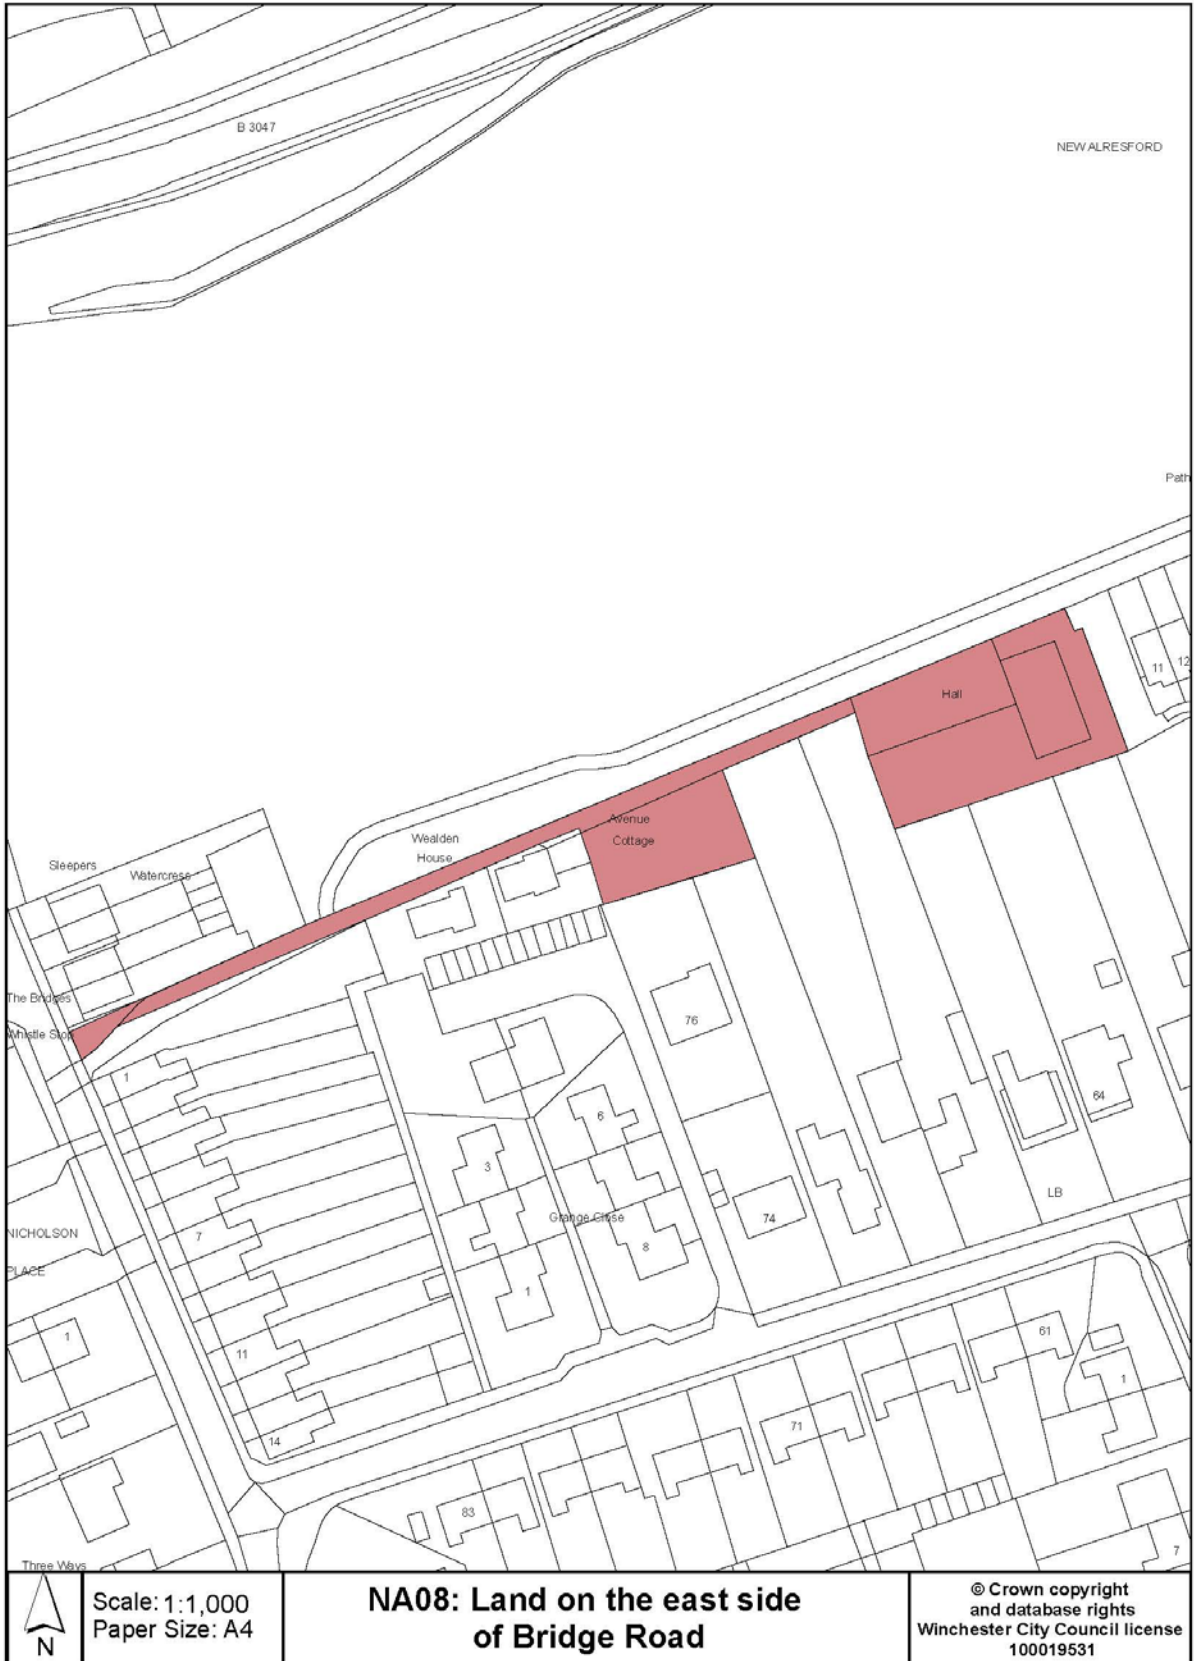 B 3047
NEW ALRESFORD
Path
11
12
Hall
Avenue
Cottage
Wealden
House
Sleepers
Watercress
The Bridges
Whistle Stop
76
1
6
64
3
LB
Grange Close
74
NICHOLSON
7
8
PLACE
1
1
61
11
1
71
14
83
7
Three Ways
N
Scale: 1:1,000
Paper Size: A4
NA08: Land on the east side
of Bridge Road
© Crown copyright
and database rights
Winchester City Council license
100019531